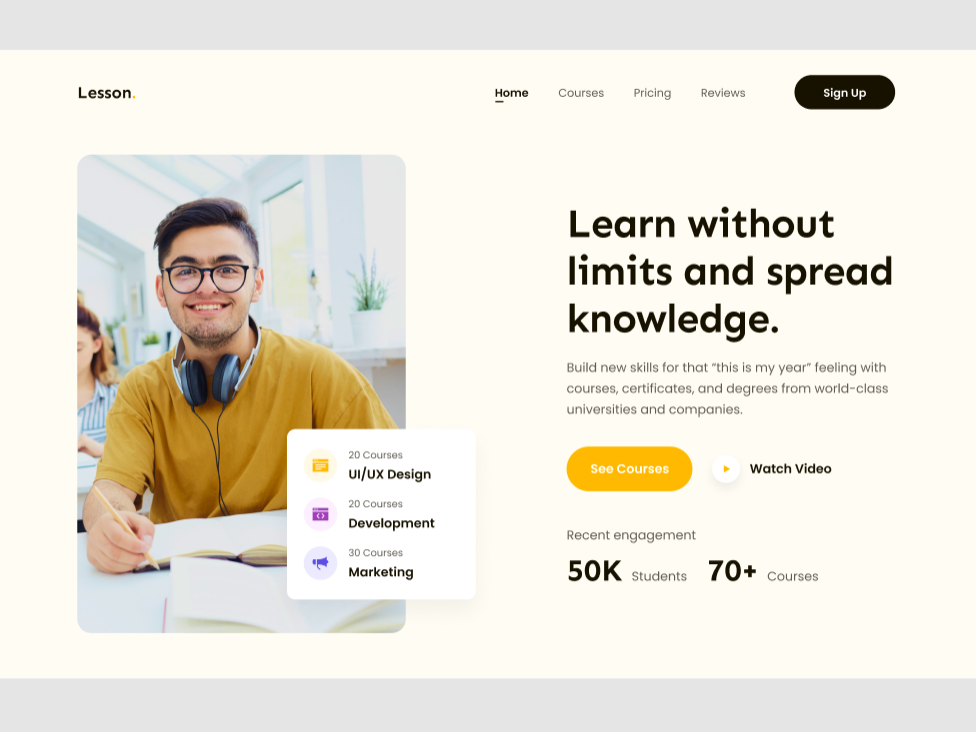 Lesson.
Home Courses Pricing Reviews Sign Up
Learn without
limits and spread
knowledge.
Build new skills for that “this is my year” feeling with
courses, certificates, and degrees from world-class
universities and companies.
See Courses Watch Video
20 Courses
UI/UX Design
20 Courses
Development
30 Courses
Marketing
Recent engagement
50K Students 70+ Courses